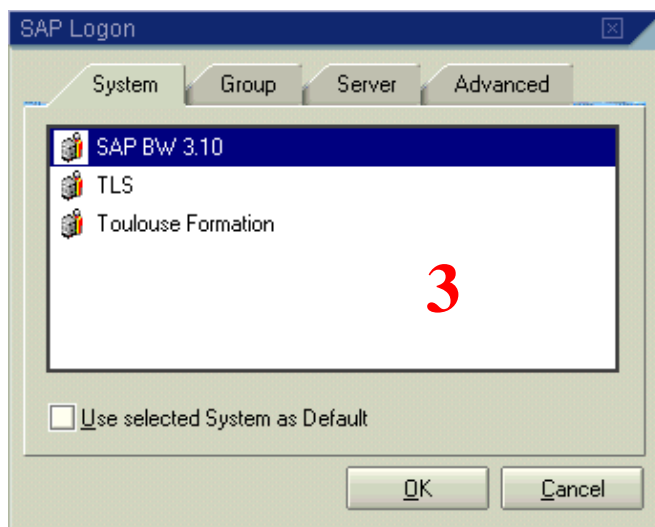 SAP Logon
System Group Server Advanced
SAP BW 3.10
TLS
Toulouse Formation
3
Use selected System as Default
OK Cancel